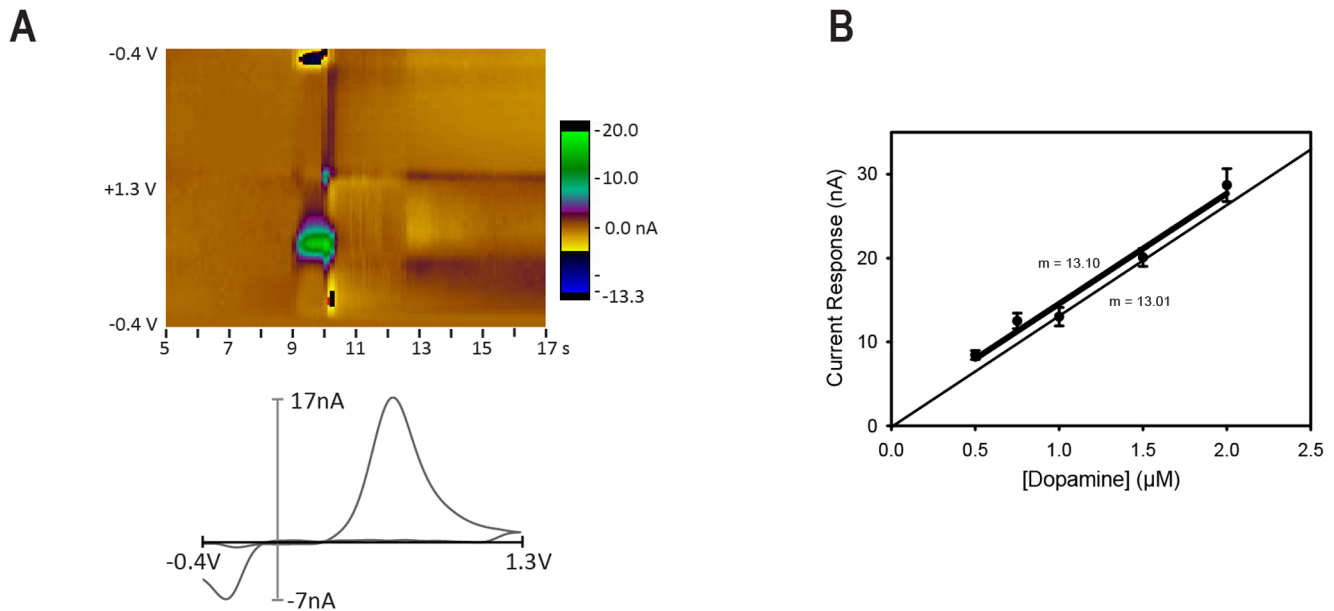 A
-0.4 V
+1.3 V
-0.4 V
5 7 9 11 13 15 17 s
-20.0
-10.0
- 0.0 nA
-
-13.3
17nA
-0.4V
1.3V
-7nA
B
Current Response (nA)
30
20
10
0
m = 13.10
m = 13.01
0.0 0.5 1.0 1.5 2.0 2.5
[Dopamine] (µM)